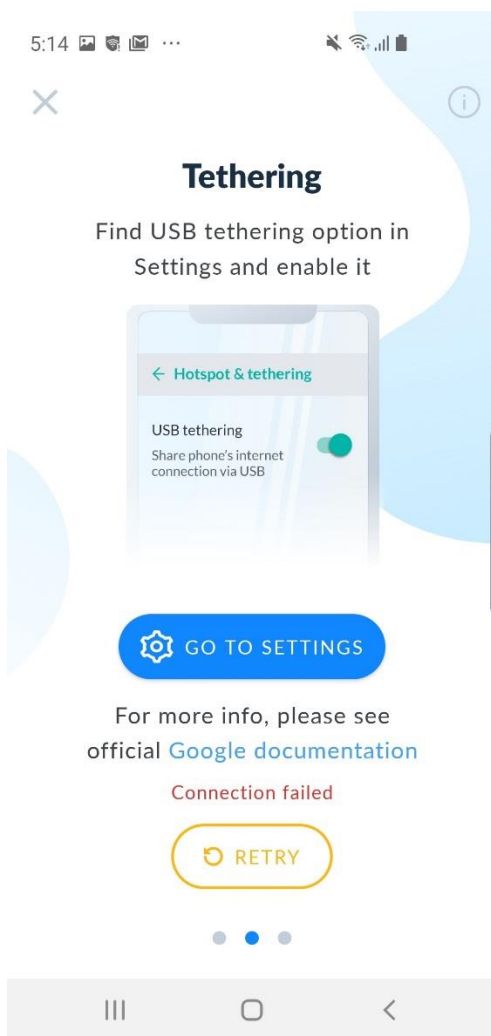 5:14
Tethering
Find USB tethering option in
Settings and enable it
Hotspot & tethering
USB tethering
Share phone's internet
connection via USB
GO TO SETTINGS
For more info, please see
official Google documentation
Connection failed
RETRY